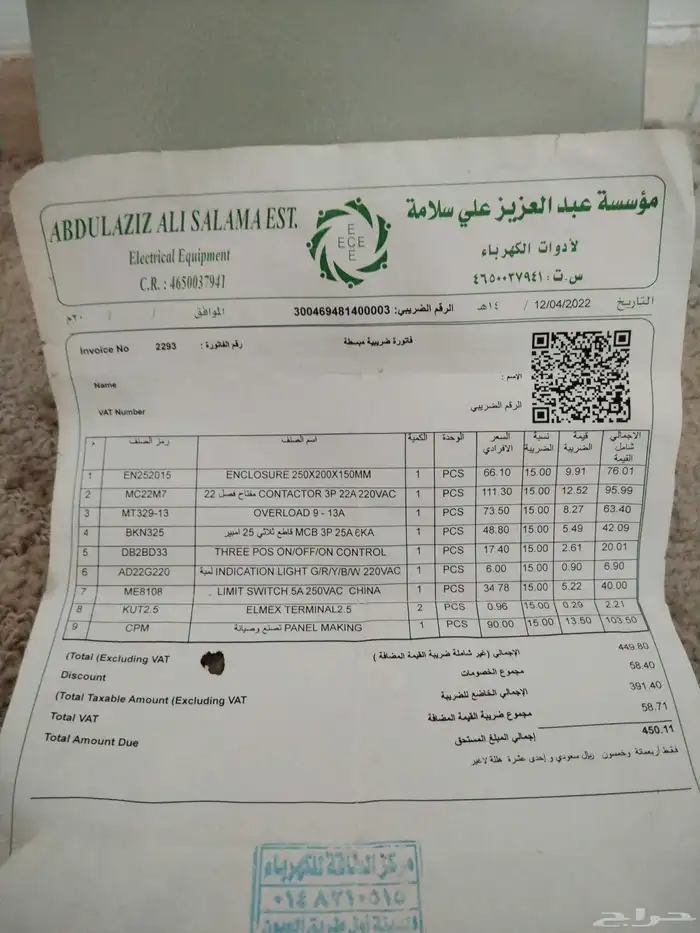 ABDULAZIZ ALI SALAMA EST.
Electrical Equipment
C.R. : 4650037941
ECE
مؤسسة عبد العزيز علي سلامة
لأدوات الكهرباء
س.ت: ٤٦٥٠٠٣٧٩٤١
التاريخ 12/04/2022 / ١٤هـ الرقم الضريبي: 300469481400003 الموافق / / ٢٠م
فاتورة ضريبية مبسطة
Invoice No 2293 رقم الفاتورة :
Name الاسم :
VAT Number الرقم الضريبي
م رمز الصنف اسم الصنف الكمية الوحدة السعر الافرادي نسبة الضريبة قيمة الضريبة الاجمالي شامل القيمة
1 EN252015 ENCLOSURE 250X200X150MM 1 PCS 66.10 15.00 9.91 76.01
2 MC22M7 CONTACTOR 3P 22A 220VAC مفتاح فصل 22 1 PCS 111.30 15.00 12.52 95.99
3 MT329-13 OVERLOAD 9 - 13A 1 PCS 73.50 15.00 8.27 63.40
4 BKN325 MCB 3P 25A 6KA قاطع ثلاثي 25 امبير 1 PCS 48.80 15.00 5.49 42.09
5 DB2BD33 THREE POS ON/OFF/ON CONTROL 1 PCS 17.40 15.00 2.61 20.01
6 AD22G220 INDICATION LIGHT G/R/Y/B/W 220VAC لمبة 1 PCS 6.00 15.00 0.90 6.90
7 ME8108 . LIMIT SWITCH 5A 250VAC CHINA 1 PCS 34.78 15.00 5.22 40.00
8 KUT2.5 ELMEX TERMINAL2.5 2 PCS 0.96 15.00 0.29 2.21
9 CPM PANEL MAKING تصنع وصيانة 1 PCS 90.00 15.00 13.50 103.50
(Total (Excluding VAT الإجمالي (غير شاملة ضريبة القيمة المضافة ) 449.80
Discount مجموع الخصومات 58.40
(Total Taxable Amount (Excluding VAT الإجمالي الخاضع للضريبة 391.40
Total VAT مجموع ضريبة القيمة المضافة 58.71
Total Amount Due إجمالي المبلغ المستحق 450.11
فقط أربعمائة وخمسون ريال سعودي و إحدى عشرة هللة لاغير
مركز الطاقة للكهرباء
٠١٤٨٣٦٠٥١٥
حراج